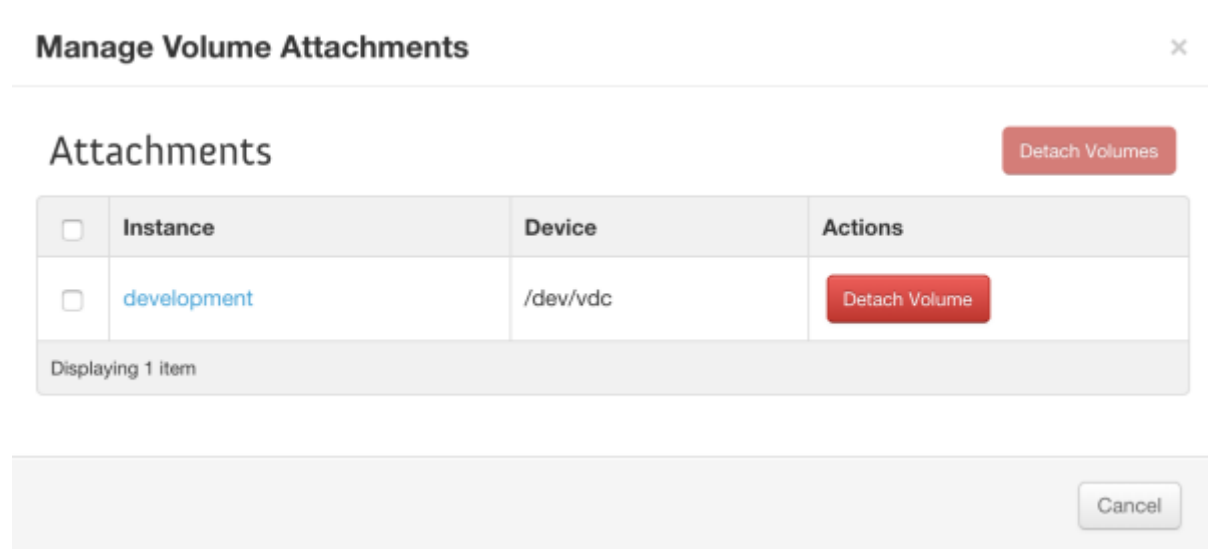 Manage Volume Attachments ×
Attachments Detach Volumes
Instance Device Actions
development /dev/vdc Detach Volume
Displaying 1 item
Cancel